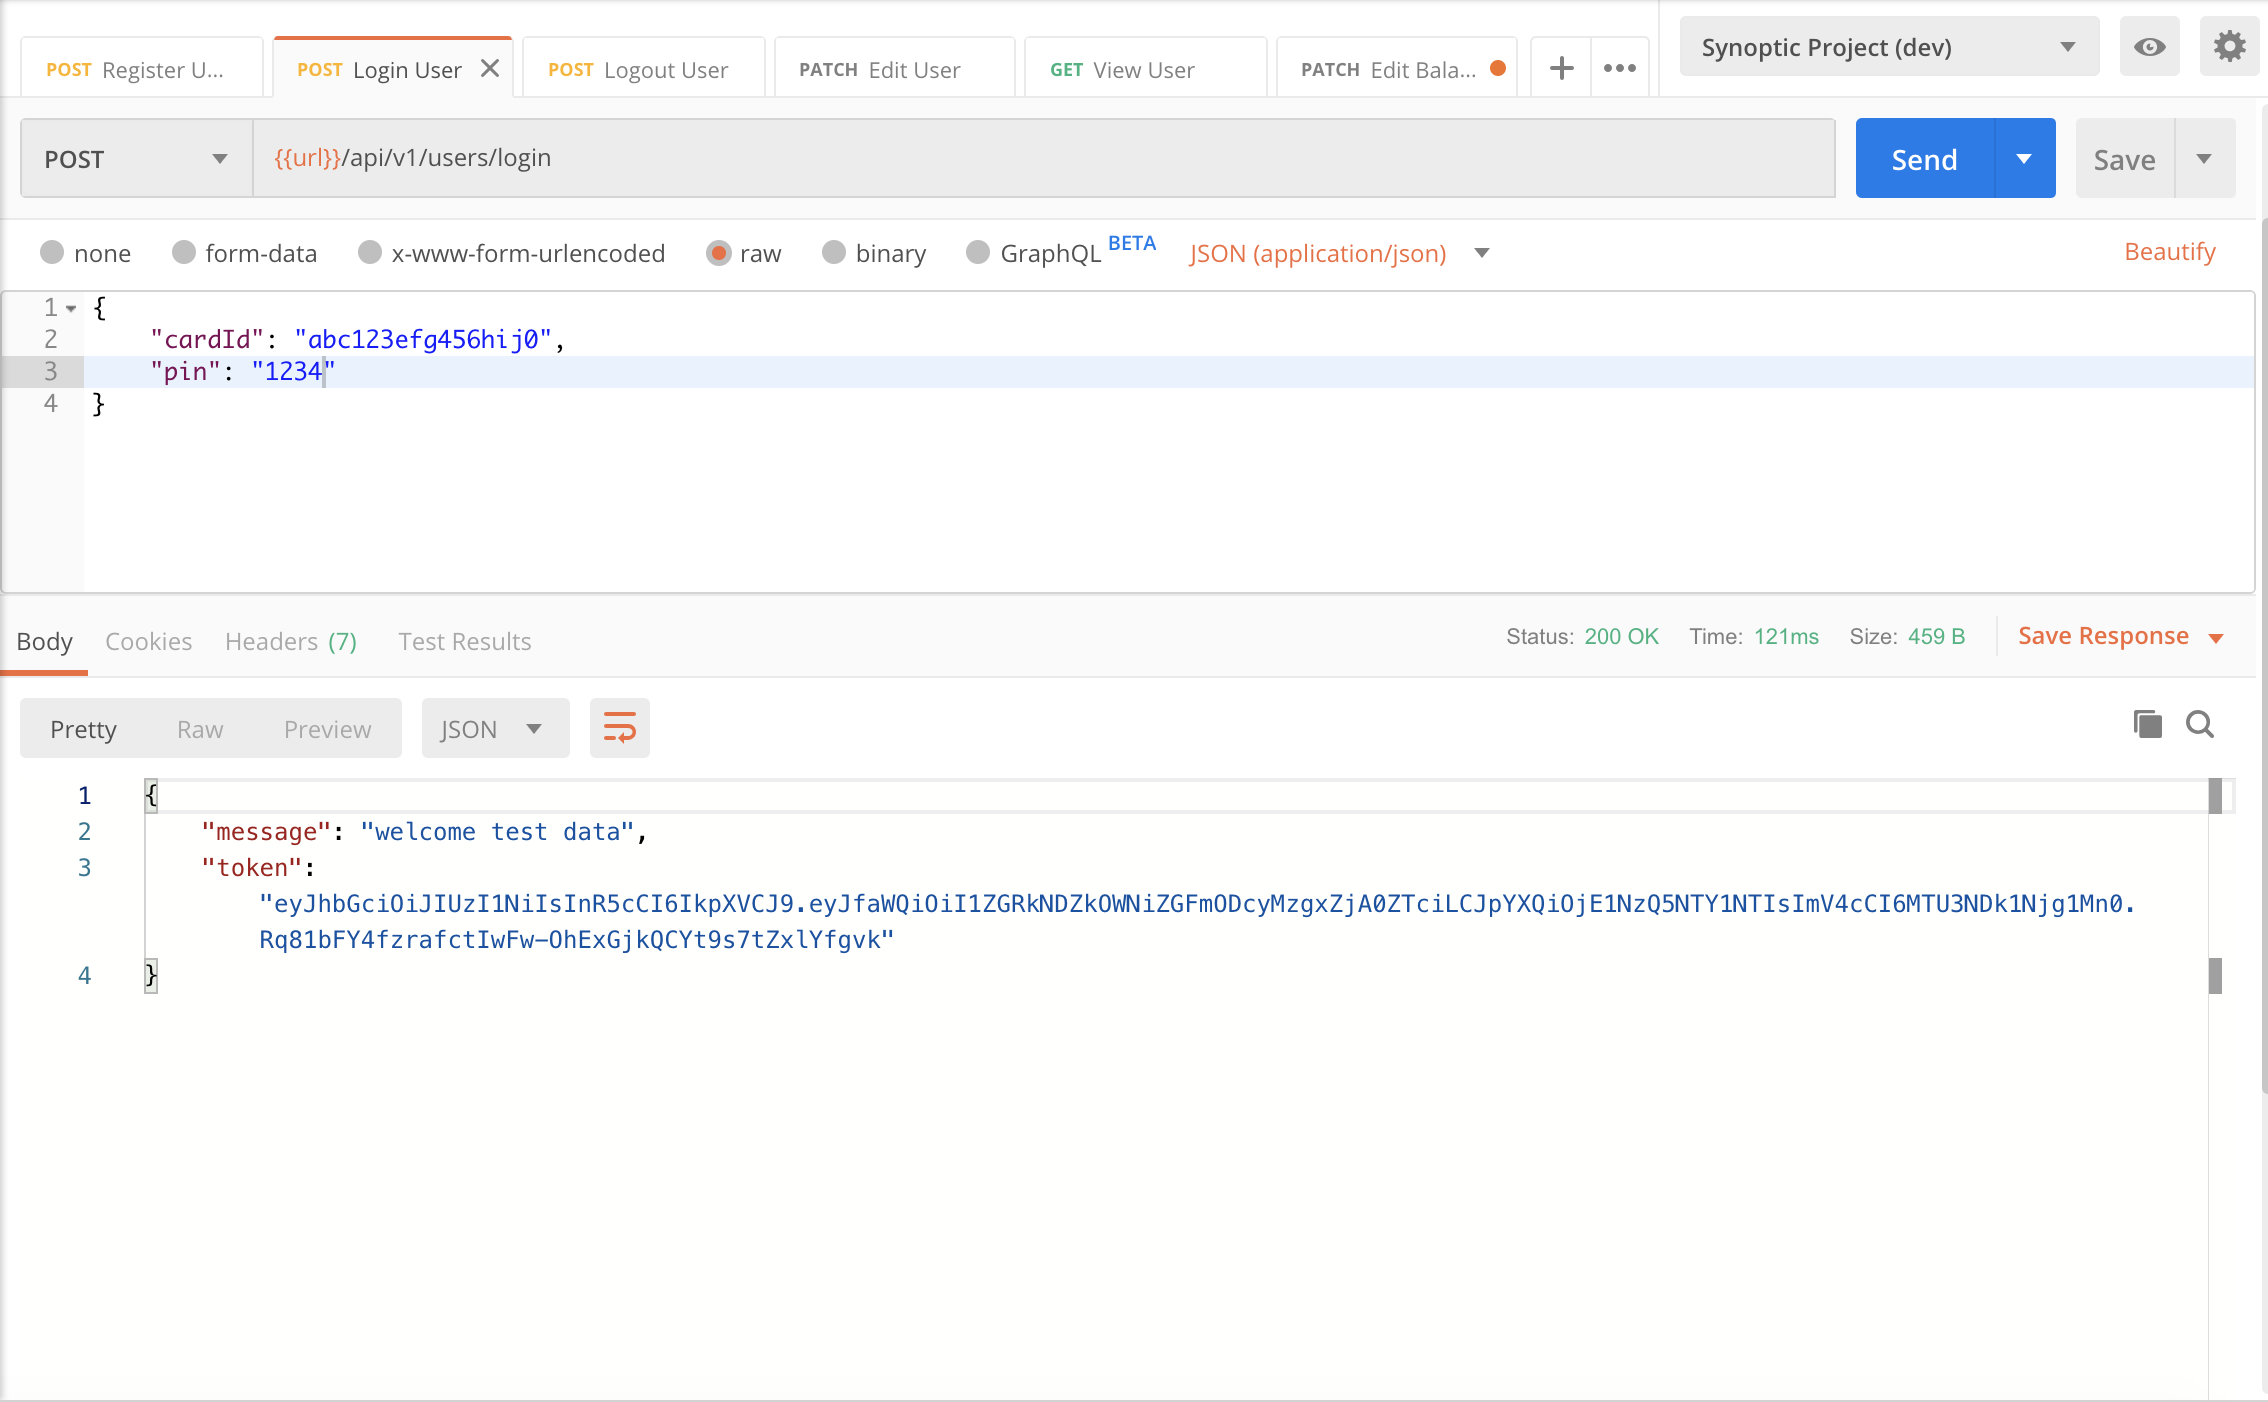 POST Register U... POST Login User POST Logout User PATCH Edit User GET View User PATCH Edit Bala... Synoptic Project (dev)
POST {{url}}/api/v1/users/login Send Save
none form-data x-www-form-urlencoded raw binary GraphQL BETA JSON (application/json) Beautify
1 {
2 "cardId": "abc123efg456hij0",
3 "pin": "1234"
4 }
Body Cookies Headers (7) Test Results Status: 200 OK Time: 121ms Size: 459 B Save Response
Pretty Raw Preview JSON
1 {
2 "message": "welcome test data",
3 "token":
"eyJhbGciOiJIUzI1NiIsInR5cCI6IkpXVCJ9.eyJfaWQiOiI1ZGRkNDZkOWNiZGFmODcyMzgxZjA0ZTciLCJpYXQiOjE1NzQ5NTY1NTIsImV4cCI6MTU3NDk1Njg1Mn0.
Rq81bFY4fzrafctIwFw-OhExGjkQCYt9s7tZxlYfgvk"
4 }